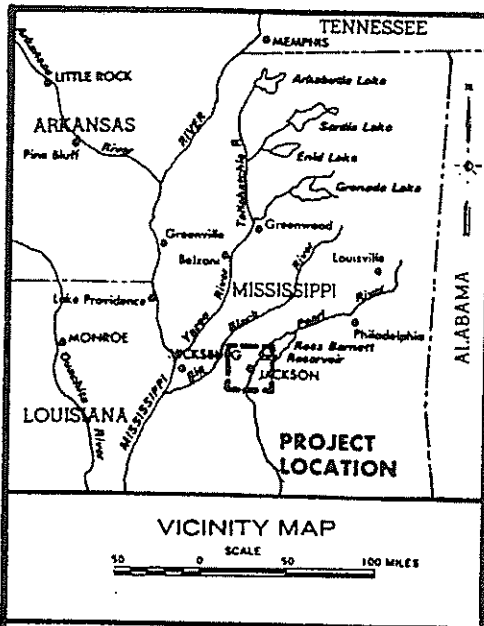 TENNESSEE
MEMPHIS
Arkansas
LITTLE ROCK
Arkabutla Lake
ARKANSAS
RIVER
Sardis Lake
Pine Bluff
River
Enid Lake
Tallahatchie R.
Grenada Lake
Greenville
Greenwood
Belzoni
River
Louisville
Lake Providence
MISSISSIPPI
River
ALABAMA
Yazoo
Black
Pearl
Philadelphia
MONROE
Ross Barnett
Reservoir
Big
JACKSON
Ouachita
LOUISIANA
MISSISSIPPI
River
PROJECT
LOCATION
VICINITY MAP
SCALE
50 0 50 100 MILES